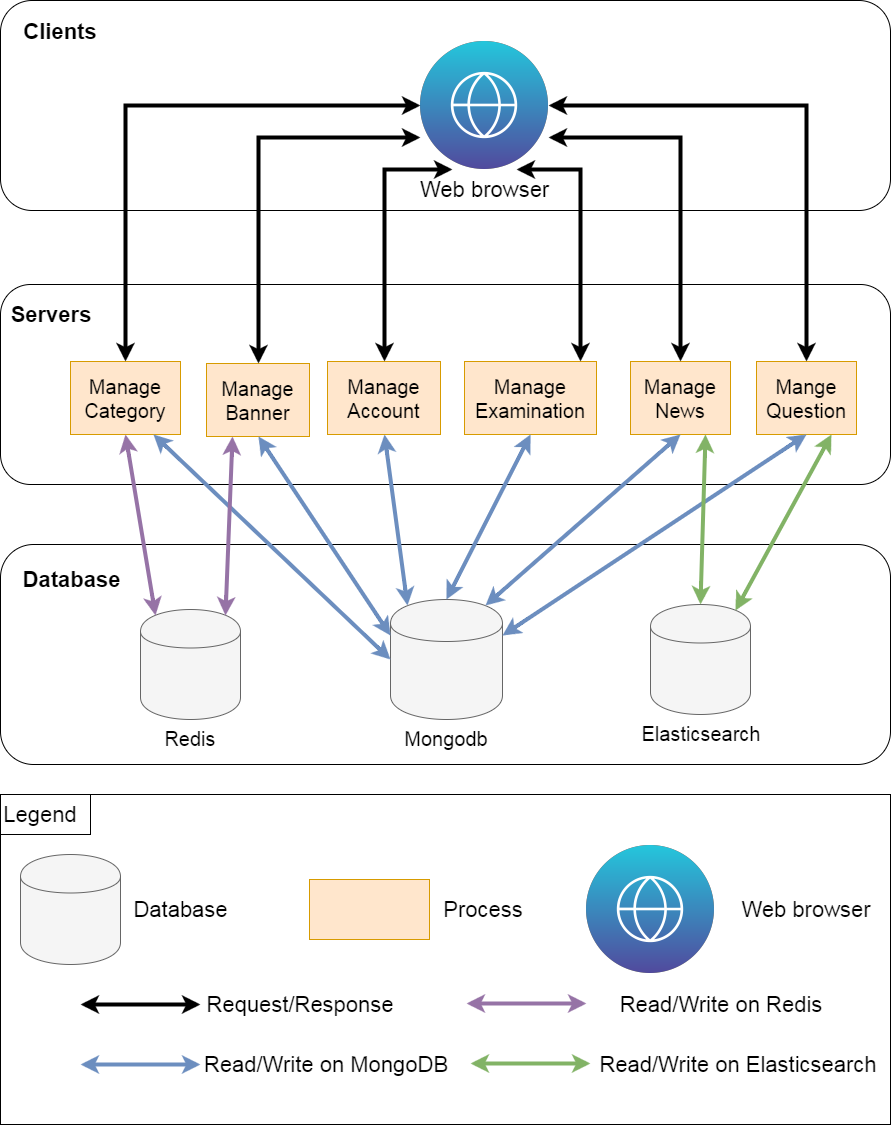 Clients
Web browser
Servers
Manage
Category
Manage
Banner
Manage
Account
Manage
Examination
Manage
News
Mange
Question
Database
Redis
Mongodb
Elasticsearch
Legend
Database
Process
Web browser
Request/Response
Read/Write on Redis
Read/Write on MongoDB
Read/Write on Elasticsearch